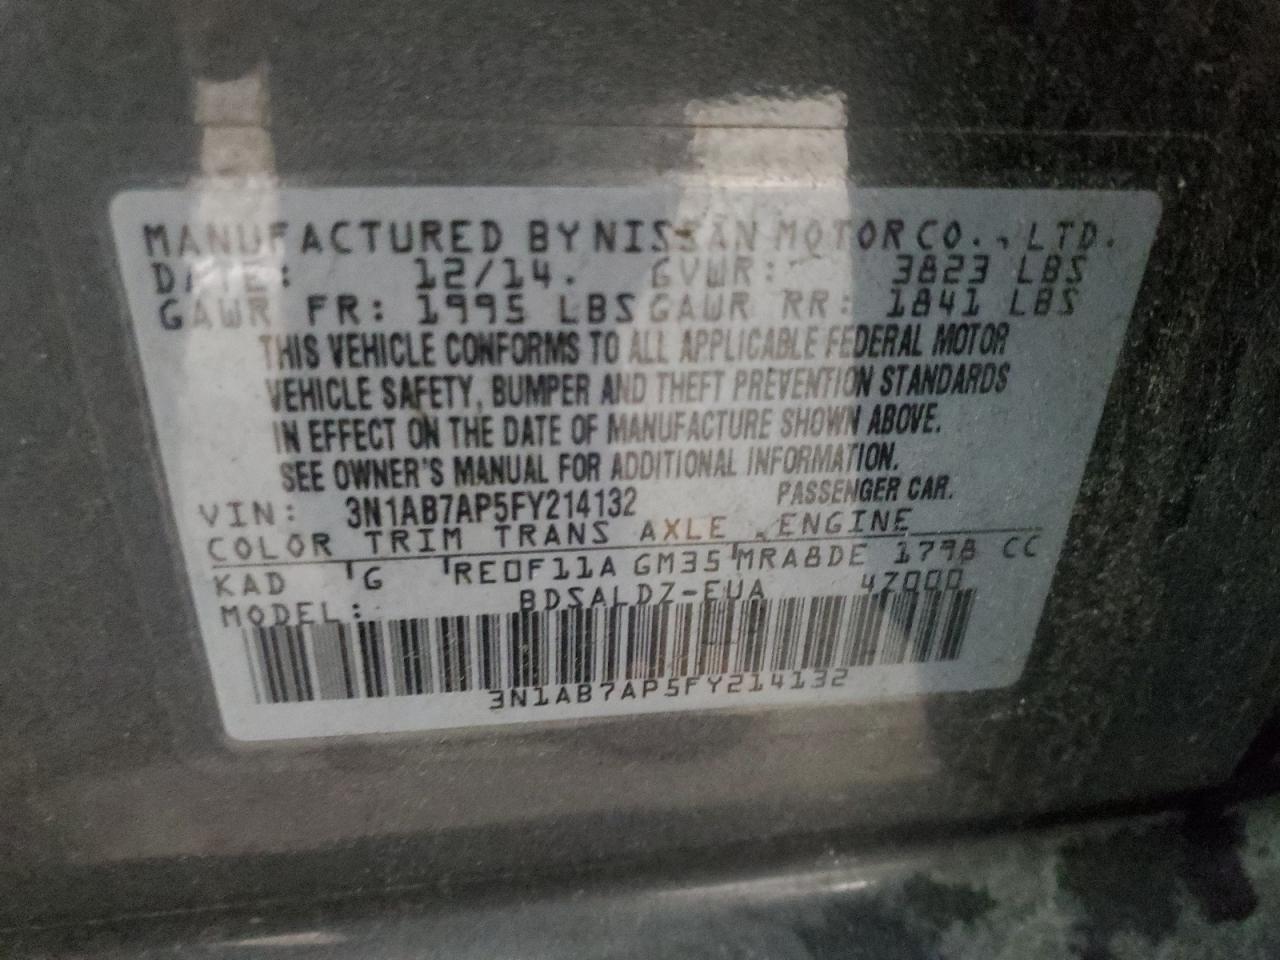 MANUFACTURED BY NISSAN MOTOR CO., LTD.
DATE: 12/14. GVWR: 3823 LBS
GAWR FR: 1995 LBS GAWR RR: 1841 LBS
THIS VEHICLE CONFORMS TO ALL APPLICABLE FEDERAL MOTOR
VEHICLE SAFETY, BUMPER AND THEFT PREVENTION STANDARDS
IN EFFECT ON THE DATE OF MANUFACTURE SHOWN ABOVE.
SEE OWNER'S MANUAL FOR ADDITIONAL INFORMATION.
VIN: 3N1AB7AP5FY214132 PASSENGER CAR.
COLOR TRIM TRANS AXLE ENGINE
KAD G RE0F11A GM35 MRA8DE 1798 CC
MODEL: BDSALDZ-EUA 4Z000
3N1AB7AP5FY214132